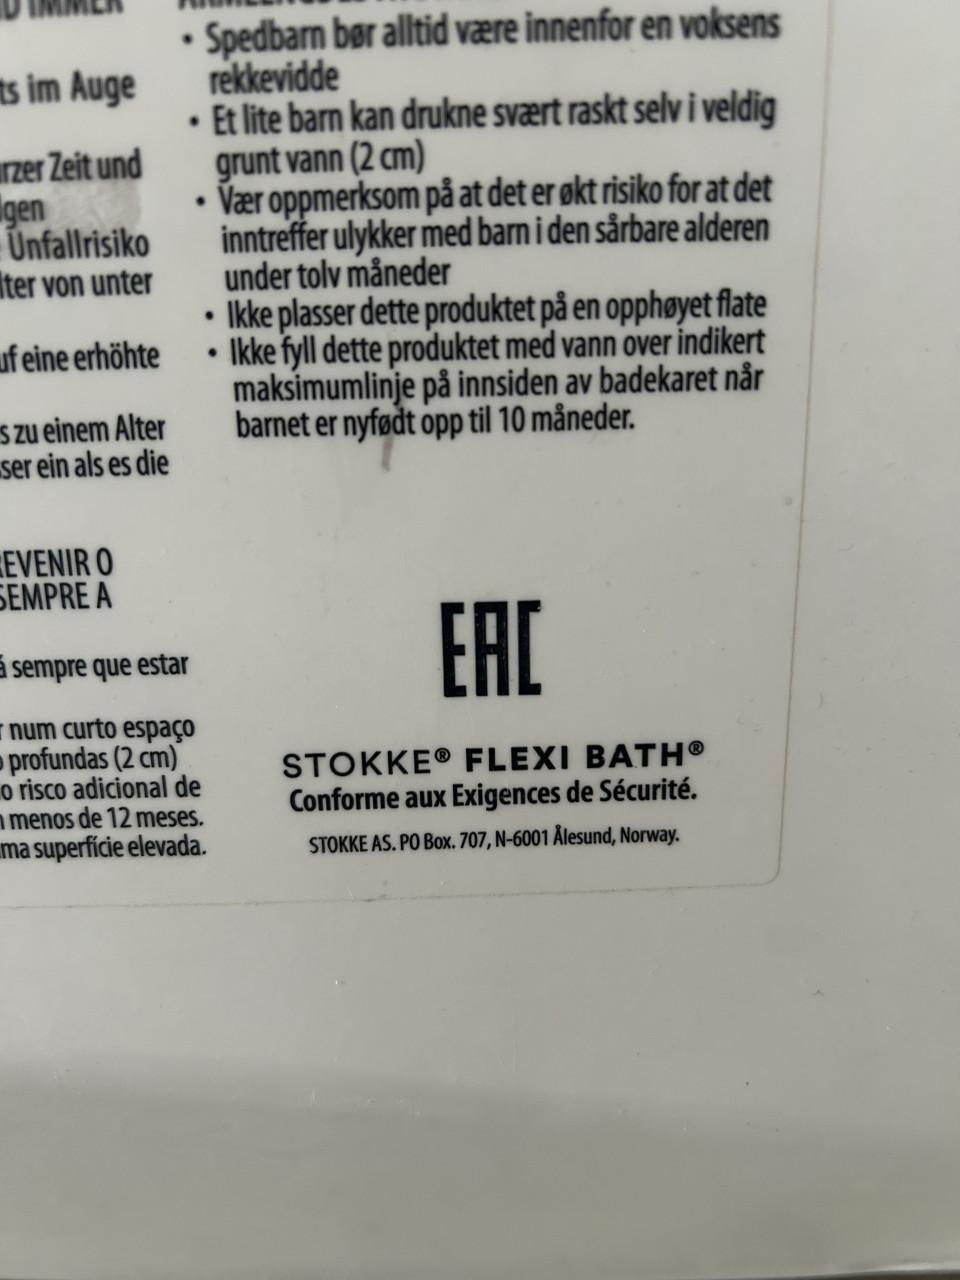 IMMER
ts im Auge
rzer Zeit und
lgen
Unfallrisiko
lter von unter
uf eine erhöhte
s zu einem Alter
sser ein als es die
REVENIR O
SEMPRE A
á sempre que estar
r num curto espaço
o profundas (2 cm)
o risco adicional de
menos de 12 meses.
ma superfície elevada.
• Spedbarn bør alltid være innenfor en voksens
rekkevidde
• Et lite barn kan drukne svært raskt selv i veldig
grunt vann (2 cm)
• Vær oppmerksom på at det er økt risiko for at det
inntreffer ulykker med barn i den sårbare alderen
under tolv måneder
• Ikke plasser dette produktet på en opphøyet flate
• Ikke fyll dette produktet med vann over indikert
maksimumlinje på innsiden av badekaret når
barnet er nyfødt opp til 10 måneder.
EAC
STOKKE® FLEXI BATH®
Conforme aux Exigences de Sécurité.
STOKKE AS. PO Box. 707, N-6001 Ålesund, Norway.